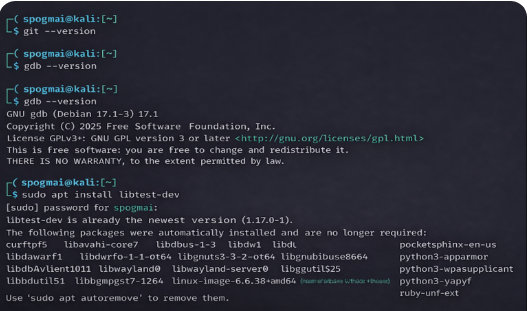 ┌─( spogmai@kali:[~]
└─$ git --version
┌─( spogmai@kali:[~]
└─$ gdb --version
┌─( spogmai@kali:[~]
└─$ gdb --version
GNU gdb (Debian 17.1-3) 17.1
Copyright (C) 2025 Free Software Foundation, Inc.
License GPLv3+: GNU GPL version 3 or later <http://gnu.org/licenses/gpl.html>
This is free software: you are free to change and redistribute it.
THERE IS NO WARRANTY, to the extent permitted by law.
┌─( spogmai@kali:[~]
└─$ sudo apt install libtest-dev
[sudo] password for spogmai:
libtest-dev is already the newest version (1.17.0-1).
The following packages were automatically installed and are no longer required:
curftpf5 libavahi-core7 libdbus-1-3 libdw1 libdι pocketsphinx-en-us
libdawarf1 libdwrfo-1-1-ot64 libgnuts3-3-2-ot64 libgnubibuse8664 python3-apparmor
libdbAvlient1011 libwayland0 libwayland-server0 libggutilS25 python3-wpasupplicant
libbdutil51 libbgmpgst7-1264 linux-image-6.6.38+amd64 python3-yapyf
ruby-unf-ext
Use 'sudo apt autoremove' to remove them.